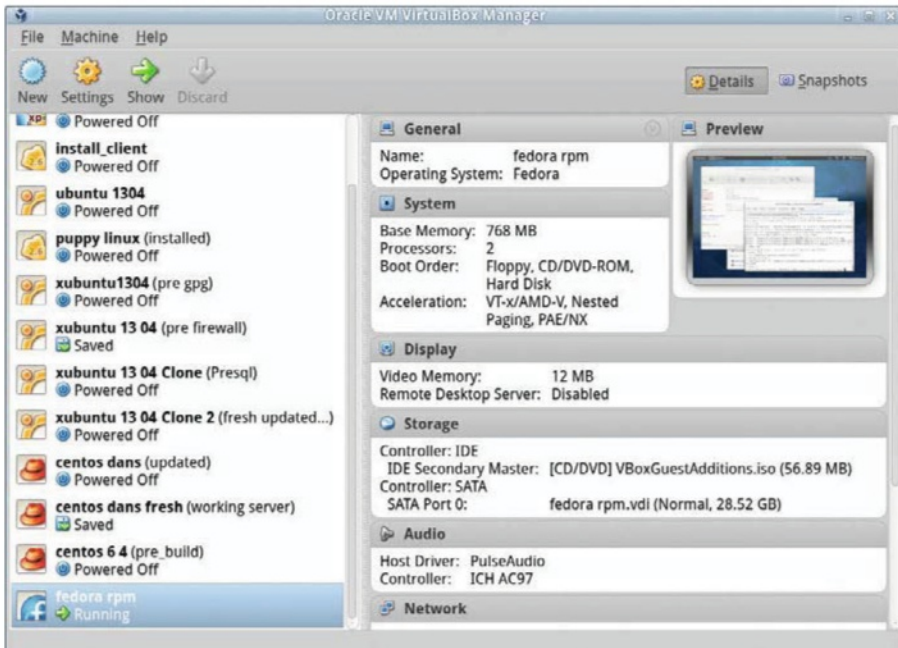 Oracle VM VirtualBox Manager
File Machine Help
New Settings Show Discard
Details Snapshots
Powered Off
install_client
Powered Off
ubuntu 1304
Powered Off
puppy linux (installed)
Powered Off
xubuntu1304 (pre gpg)
Powered Off
xubuntu 13 04 (pre firewall)
Saved
xubuntu 13 04 Clone (Presql)
Powered Off
xubuntu 13 04 Clone 2 (fresh updated...)
Powered Off
centos dans (updated)
Powered Off
centos dans fresh (working server)
Saved
centos 6 4 (pre_build)
Powered Off
fedora rpm
Running
General
Name: fedora rpm
Operating System: Fedora
System
Base Memory: 768 MB
Processors: 2
Boot Order: Floppy, CD/DVD-ROM,
Hard Disk
Acceleration: VT-x/AMD-V, Nested
Paging, PAE/NX
Display
Video Memory: 12 MB
Remote Desktop Server: Disabled
Storage
Controller: IDE
IDE Secondary Master: [CD/DVD] VBoxGuestAdditions.iso (56.89 MB)
Controller: SATA
SATA Port 0: fedora rpm.vdi (Normal, 28.52 GB)
Audio
Host Driver: PulseAudio
Controller: ICH AC97
Network
Preview